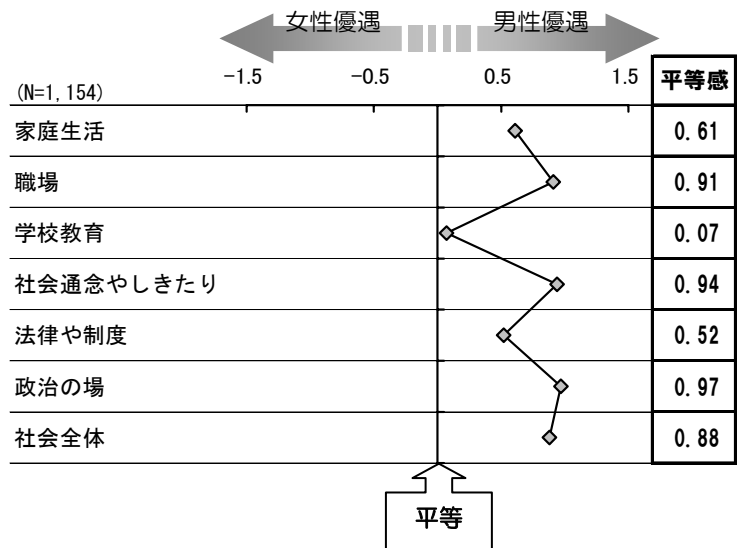 女性優遇 男性優遇
-1.5 -0.5 0.5 1.5 平等感
(N=1,154)
家庭生活 0.61
職場 0.91
学校教育 0.07
社会通念やしきたり 0.94
法律や制度 0.52
政治の場 0.97
社会全体 0.88
平等